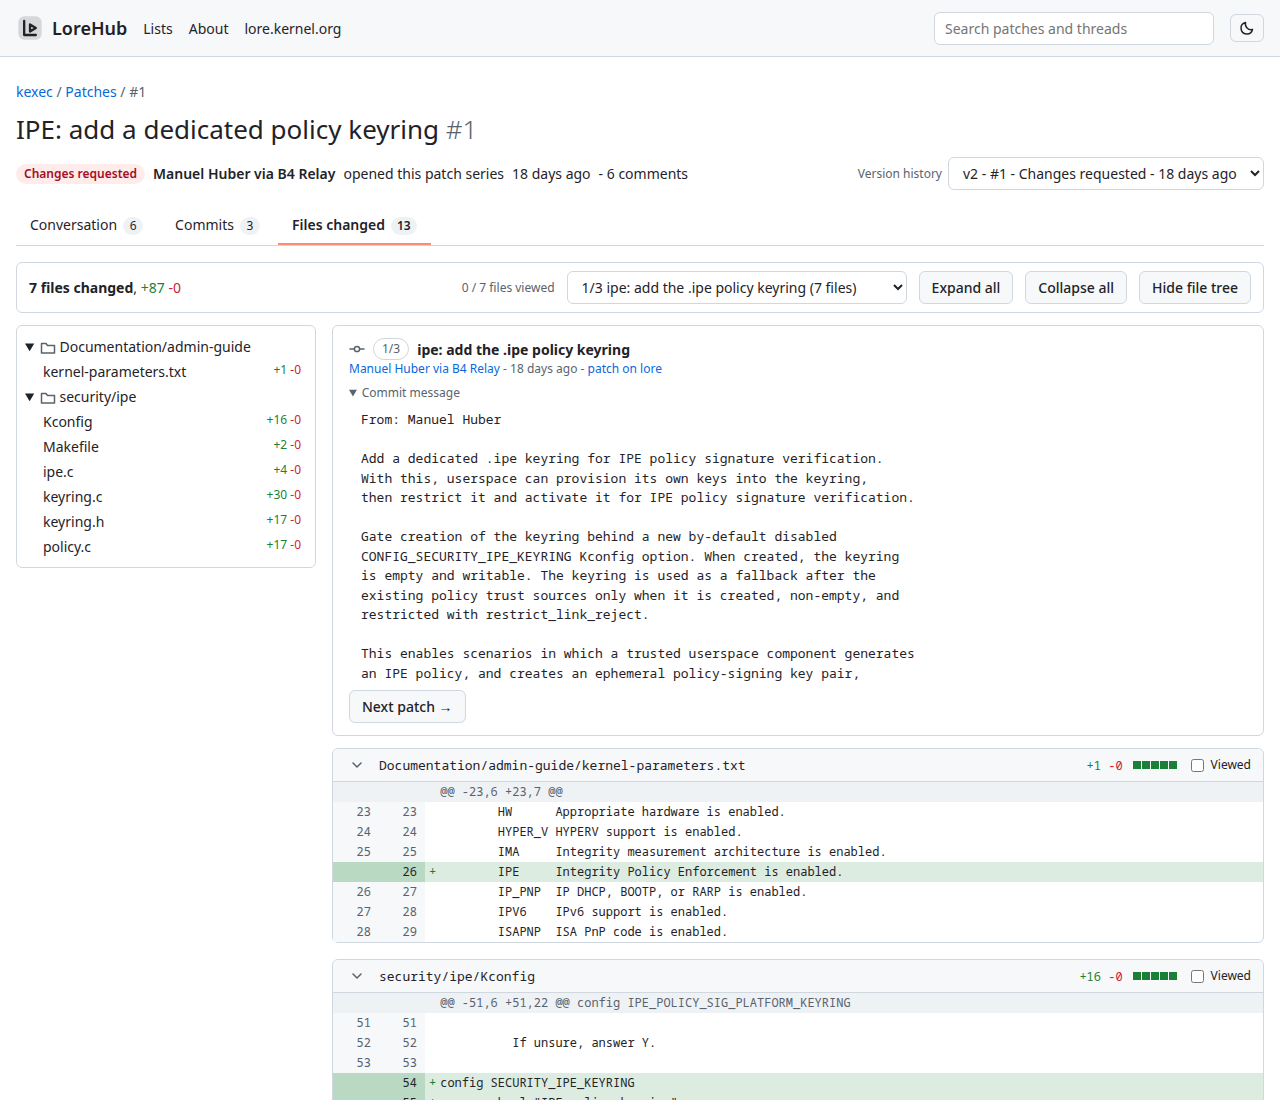 LoreHub Lists About lore.kernel.org Search patches and threads
kexec / Patches / #1
IPE: add a dedicated policy keyring #1
Changes requested Manuel Huber via B4 Relay opened this patch series 18 days ago - 6 comments Version history v2 - #1 - Changes requested - 18 days ago
Conversation 6 Commits 3 Files changed 13
7 files changed, +87 -0 0 / 7 files viewed 1/3 ipe: add the .ipe policy keyring (7 files) Expand all Collapse all Hide file tree
Documentation/admin-guide
kernel-parameters.txt +1 -0
security/ipe
Kconfig +16 -0
Makefile +2 -0
ipe.c +4 -0
keyring.c +30 -0
keyring.h +17 -0
policy.c +17 -0
1/3 ipe: add the .ipe policy keyring
Manuel Huber via B4 Relay - 18 days ago - patch on lore
Commit message
From: Manuel Huber
Add a dedicated .ipe keyring for IPE policy signature verification.
With this, userspace can provision its own keys into the keyring,
then restrict it and activate it for IPE policy signature verification.
Gate creation of the keyring behind a new by-default disabled
CONFIG_SECURITY_IPE_KEYRING Kconfig option. When created, the keyring
is empty and writable. The keyring is used as a fallback after the
existing policy trust sources only when it is created, non-empty, and
restricted with restrict_link_reject.
This enables scenarios in which a trusted userspace component generates
an IPE policy, and creates an ephemeral policy-signing key pair,
Next patch →
Documentation/admin-guide/kernel-parameters.txt +1 -0 Viewed
@@ -23,6 +23,7 @@
23 23 HW Appropriate hardware is enabled.
24 24 HYPER_V HYPERV support is enabled.
25 25 IMA Integrity measurement architecture is enabled.
26 + IPE Integrity Policy Enforcement is enabled.
26 27 IP_PNP IP DHCP, BOOTP, or RARP is enabled.
27 28 IPV6 IPv6 support is enabled.
28 29 ISAPNP ISA PnP code is enabled.
security/ipe/Kconfig +16 -0 Viewed
@@ -51,6 +51,22 @@ config IPE_POLICY_SIG_PLATFORM_KEYRING
51 51
52 52 If unsure, answer Y.
53 53
54 + config SECURITY_IPE_KEYRING